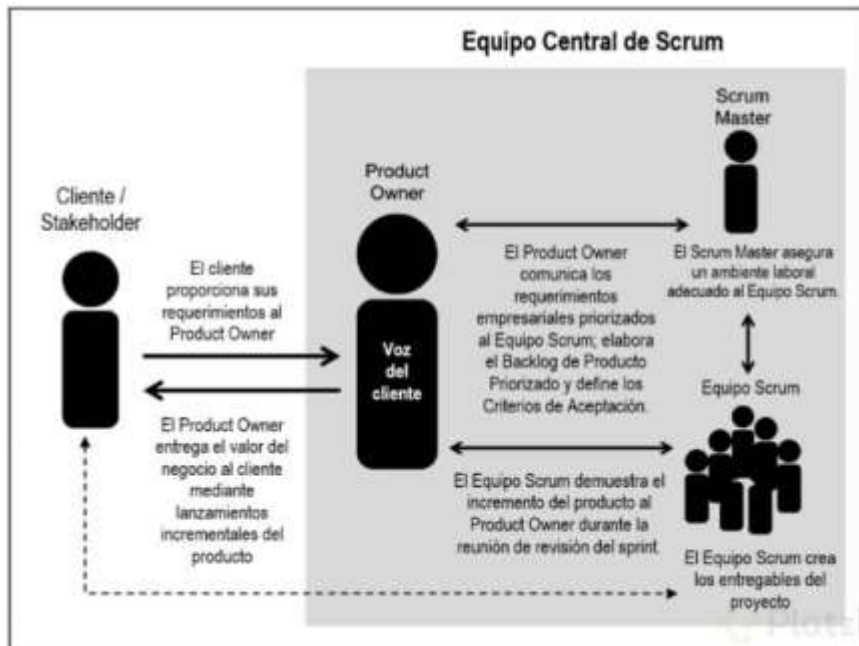 Equipo Central de Scrum
Cliente /
Stakeholder
El cliente
proporciona sus
requerimientos al
Product Owner
El Product Owner
entrega el valor del
negocio al cliente
mediante
lanzamientos
incrementales del
producto
Product
Owner
Voz
del
cliente
El Product Owner
comunica los
requerimientos
empresariales priorizados
al Equipo Scrum; elabora
el Backlog de Producto
Priorizado y define los
Criterios de Aceptación.
El Equipo Scrum demuestra el
incremento del producto al
Product Owner durante la
reunión de revisión del sprint.
Scrum
Master
El Scrum Master asegura
un ambiente laboral
adecuado al Equipo Scrum.
Equipo Scrum
El Equipo Scrum crea
los entregables del
proyecto